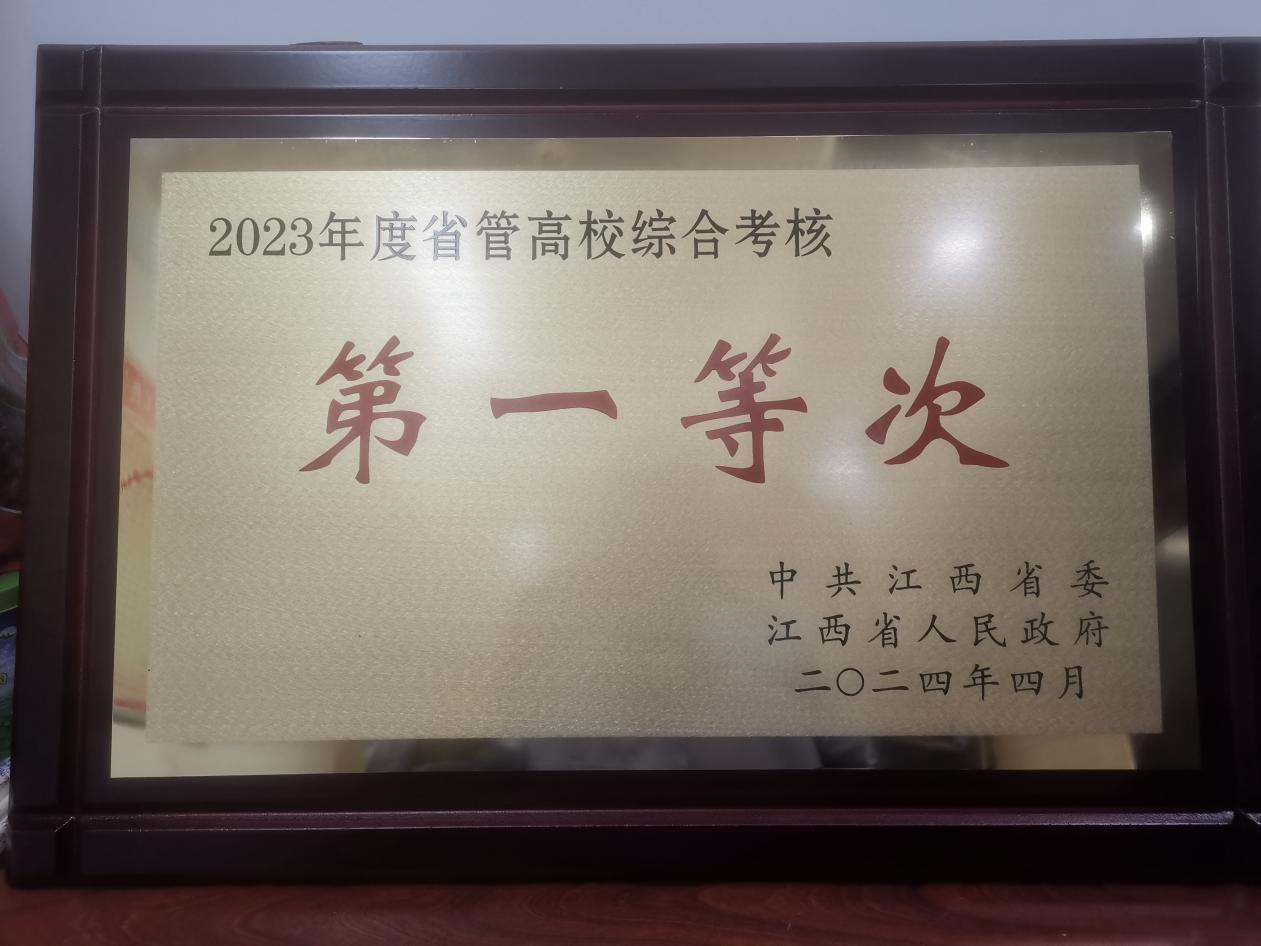 2023年度省管高校综合考核
第一等次
中共江西省委
江西省人民政府
二〇二四年四月